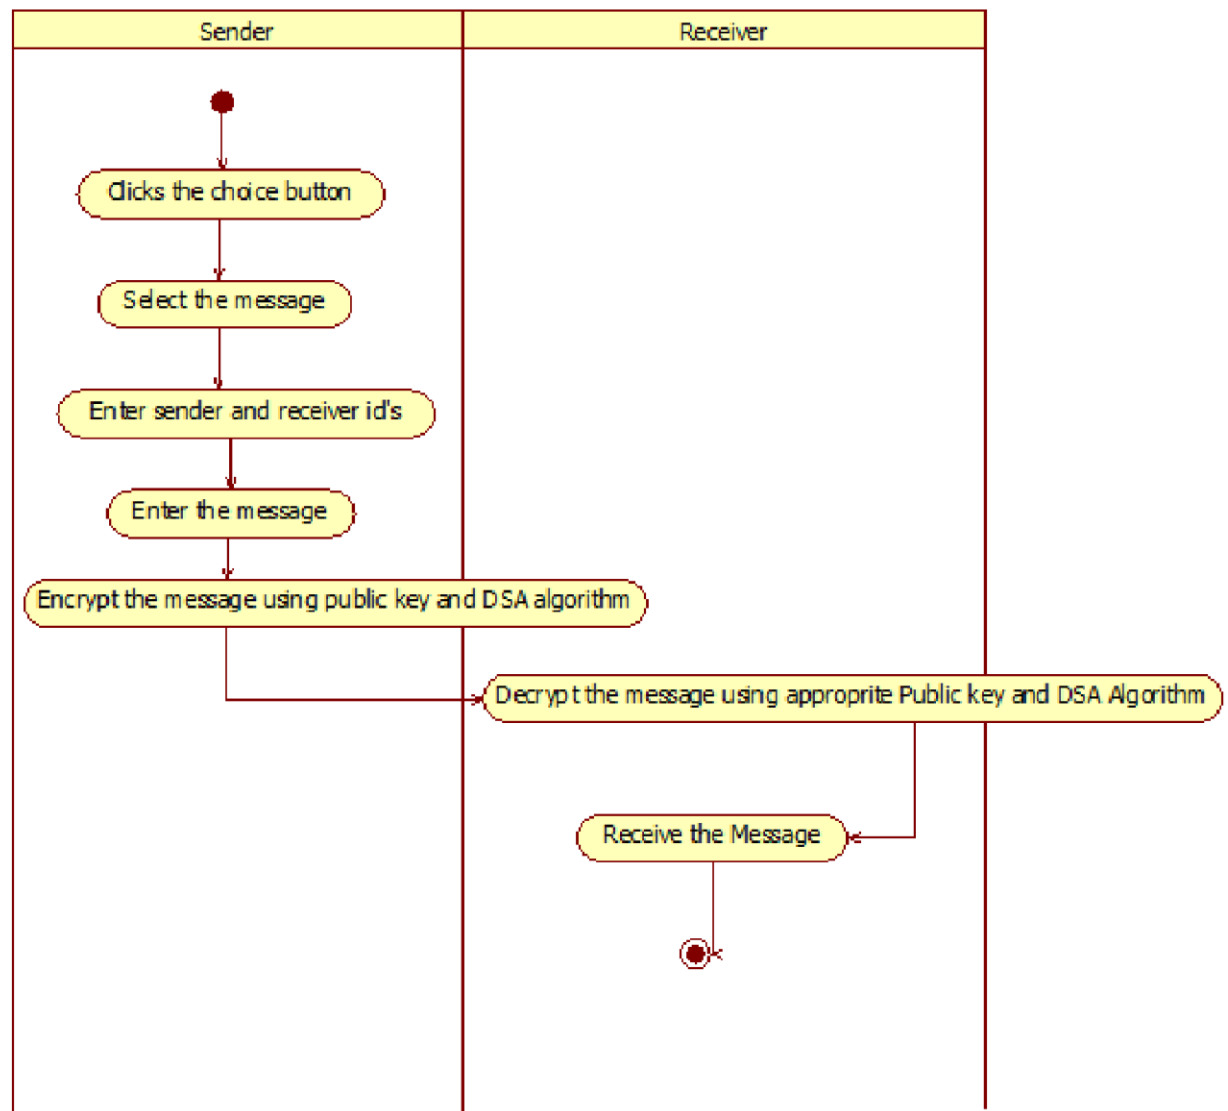 Sender
Receiver
Clicks the choice button
Select the message
Enter sender and receiver id's
Enter the message
Encrypt the message using public key and DSA algorithm
Decrypt the message using approprite Public key and DSA Algorithm
Receive the Message